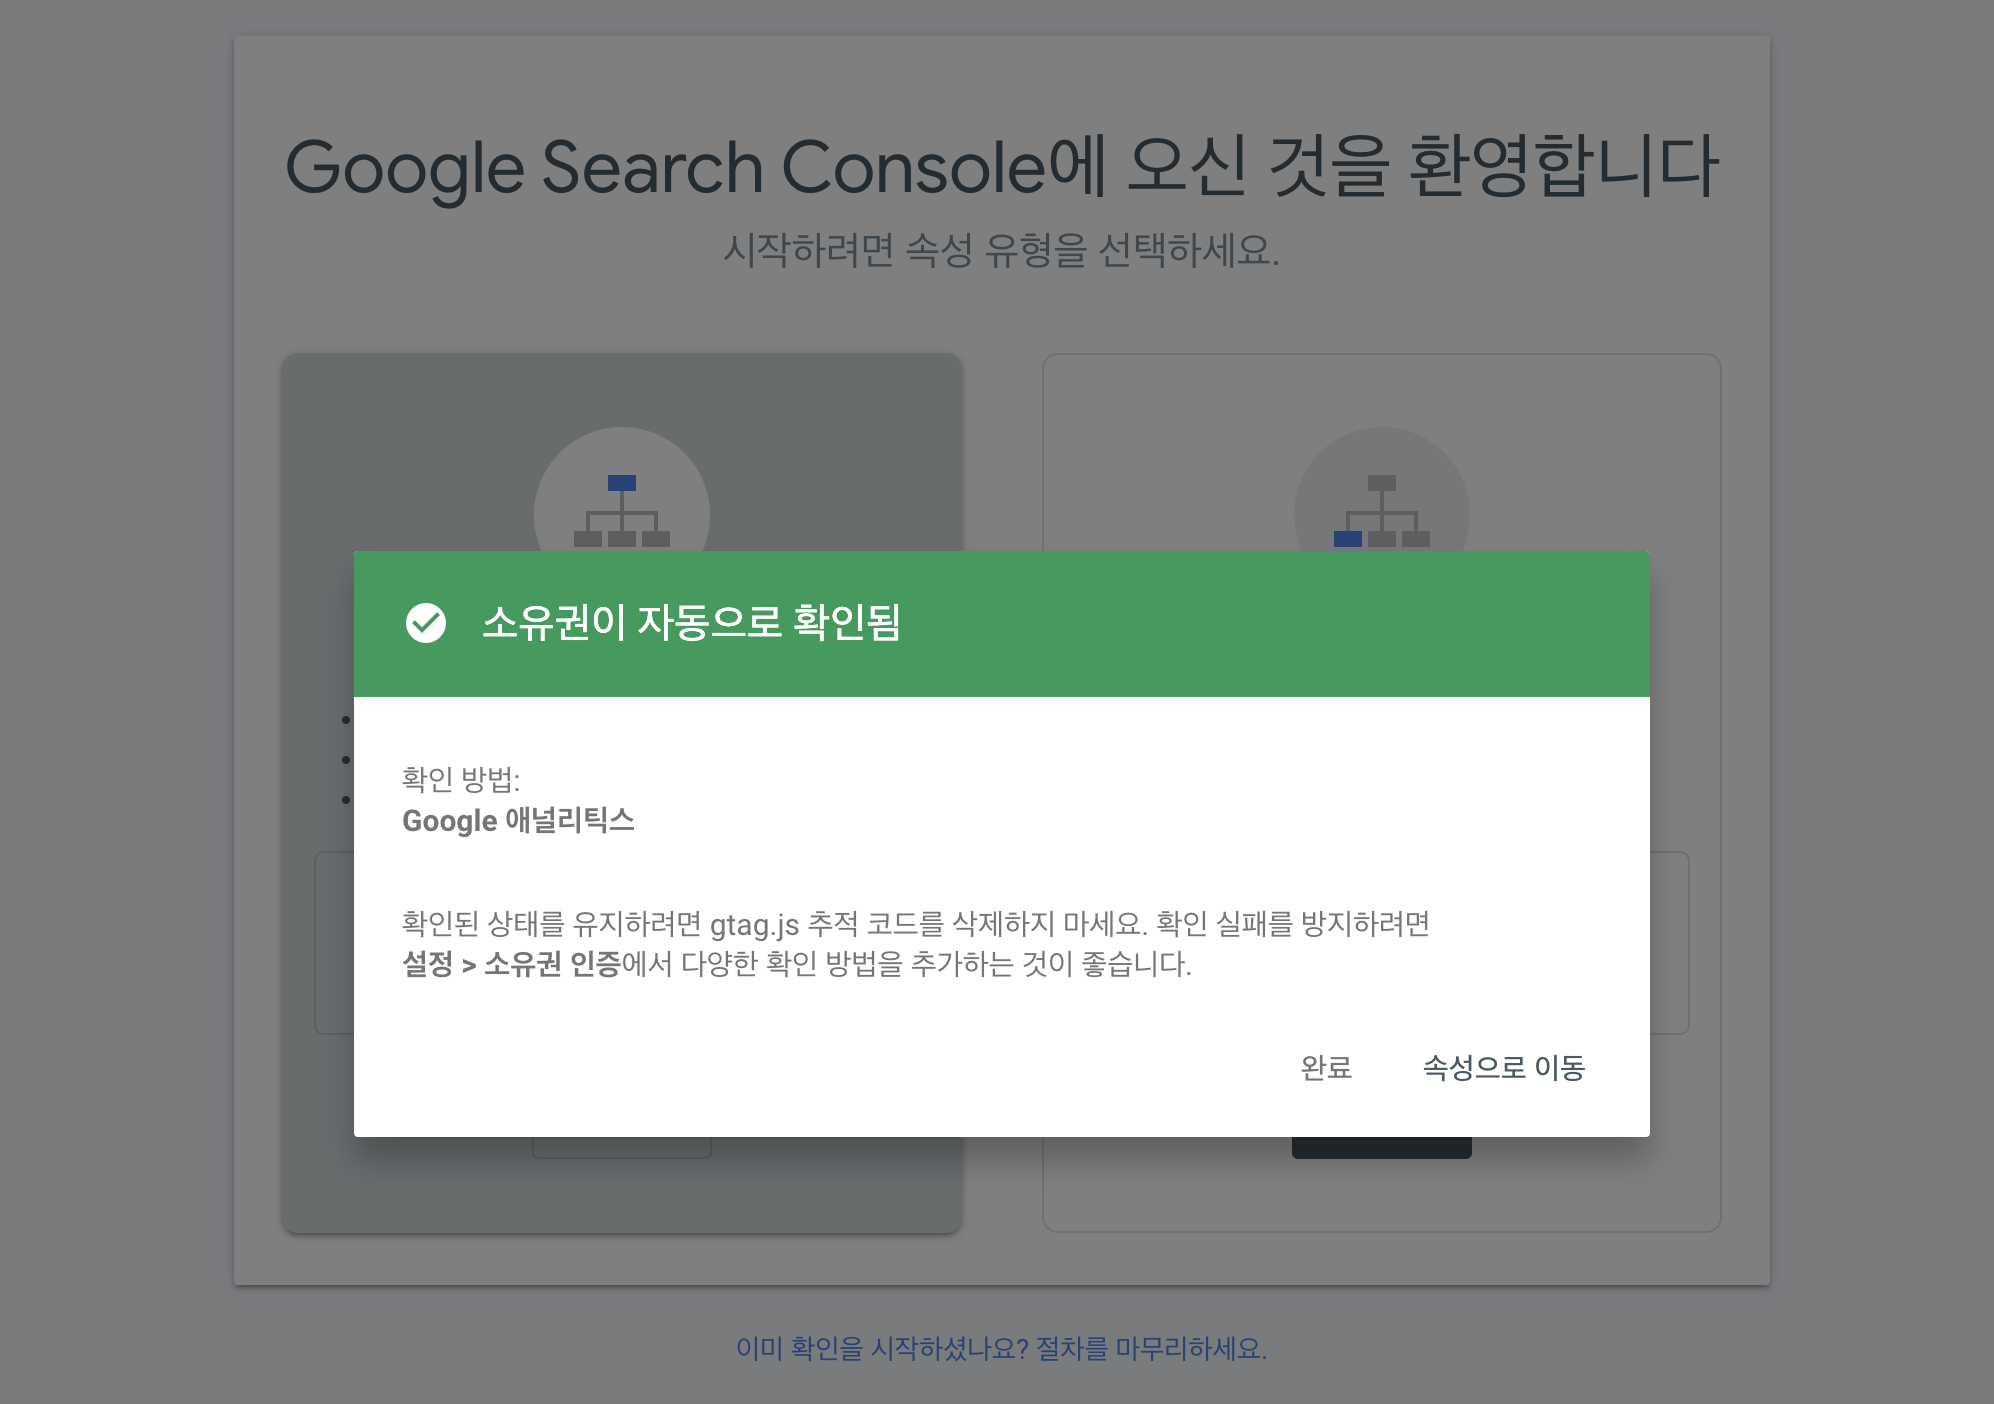 Google Search Console에 오신 것을 환영합니다
시작하려면 속성 유형을 선택하세요.
소유권이 자동으로 확인됨
확인 방법:
Google 애널리틱스
확인된 상태를 유지하려면 gtag.js 추적 코드를 삭제하지 마세요. 확인 실패를 방지하려면
설정 > 소유권 인증에서 다양한 확인 방법을 추가하는 것이 좋습니다.
완료
속성으로 이동
이미 확인을 시작하셨나요? 절차를 마무리하세요.